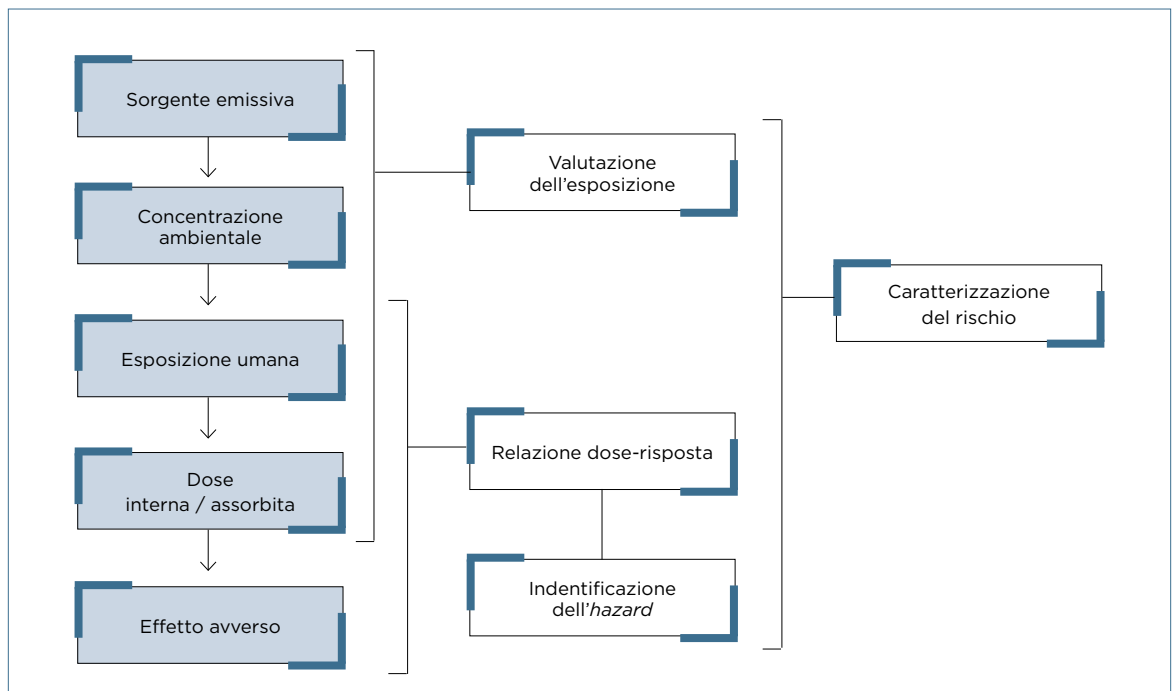 Sorgente emissiva
Concentrazione
ambientale
Esposizione umana
Dose
interna / assorbita
Effetto avverso
Valutazione
dell’esposizione
Relazione dose-risposta
Indentificazione
dell’hazard
Caratterizzazione
del rischio